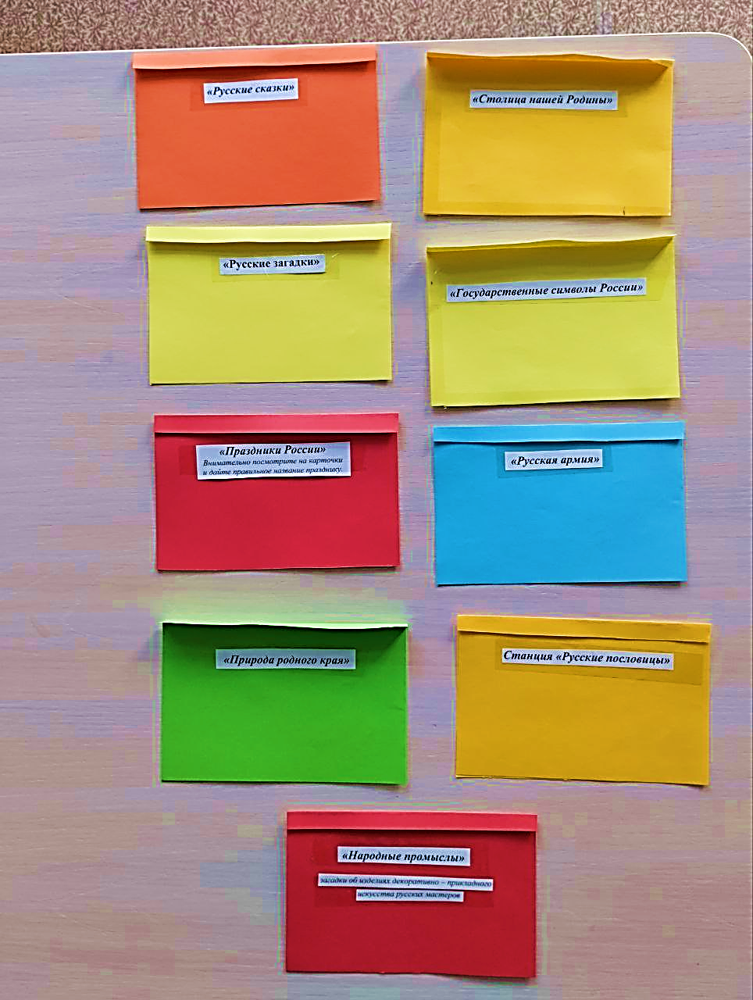 «Русские сказки»
«Столица нашей Родины»
«Русские загадки»
«Государственные символы России»
«Праздники России»
Внимательно посмотрите на карточки
и дайте правильное название празднику.
«Русская армия»
«Природа родного края»
Станция «Русские пословицы»
«Народные промыслы»
загадки об изделиях декоративно – прикладного
искусства русских мастеров